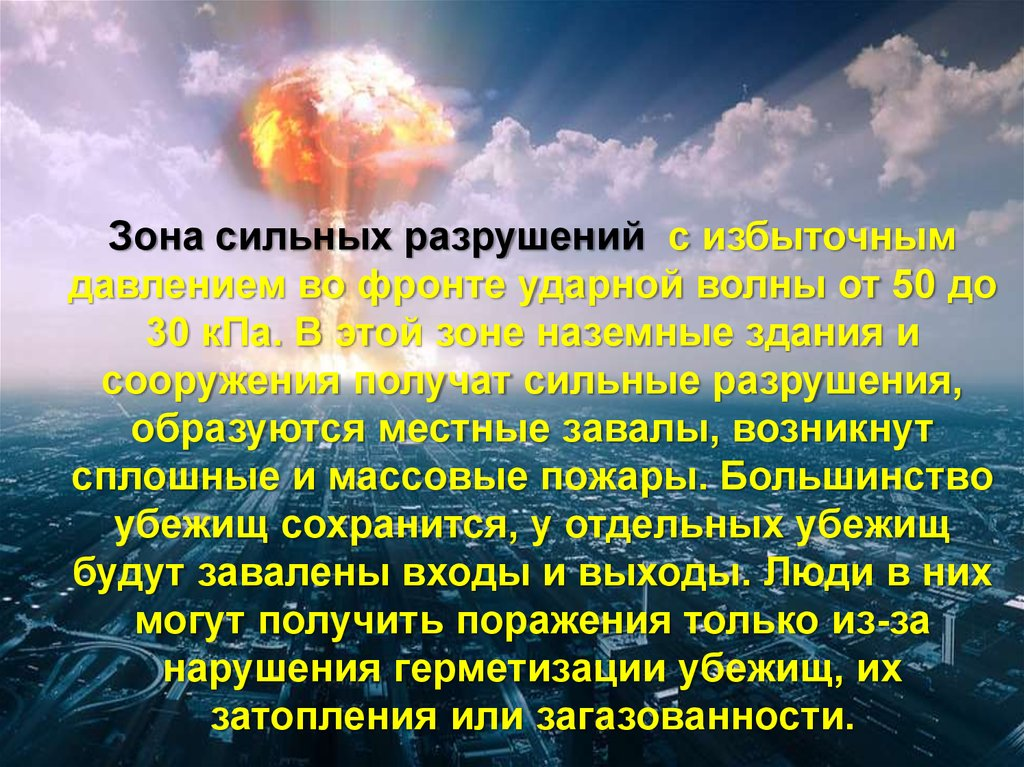 Зона сильных разрушений с избыточным
давлением во фронте ударной волны от 50 до
30 кПа. В этой зоне наземные здания и
сооружения получат сильные разрушения,
образуются местные завалы, возникнут
сплошные и массовые пожары. Большинство
убежищ сохранится, у отдельных убежищ
будут завалены входы и выходы. Люди в них
могут получить поражения только из-за
нарушения герметизации убежищ, их
затопления или загазованности.